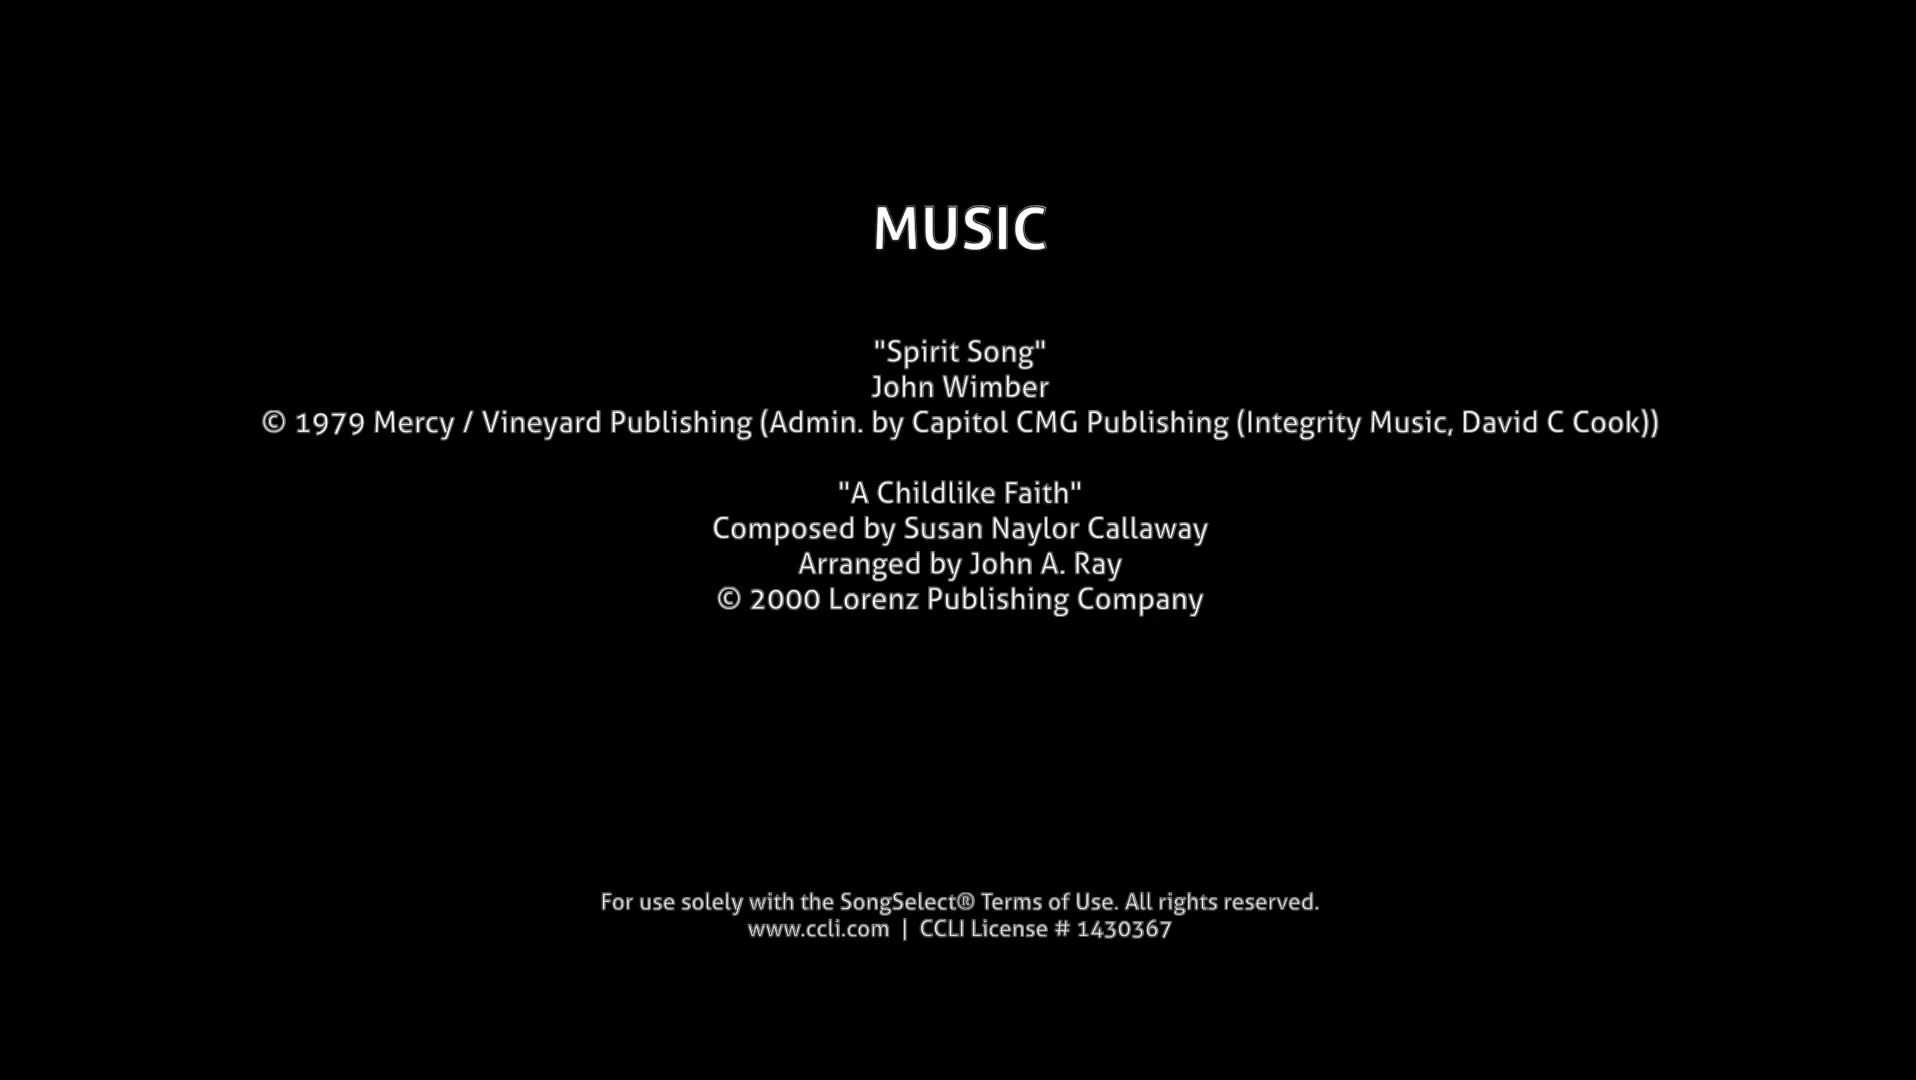 MUSIC
"Spirit Song"
John Wimber
© 1979 Mercy / Vineyard Publishing (Admin. by Capitol CMG Publishing (Integrity Music, David C Cook))
"A Childlike Faith"
Composed by Susan Naylor Callaway
Arranged by John A. Ray
© 2000 Lorenz Publishing Company
For use solely with the SongSelect® Terms of Use. All rights reserved.
www.ccli.com | CCLI License # 1430367